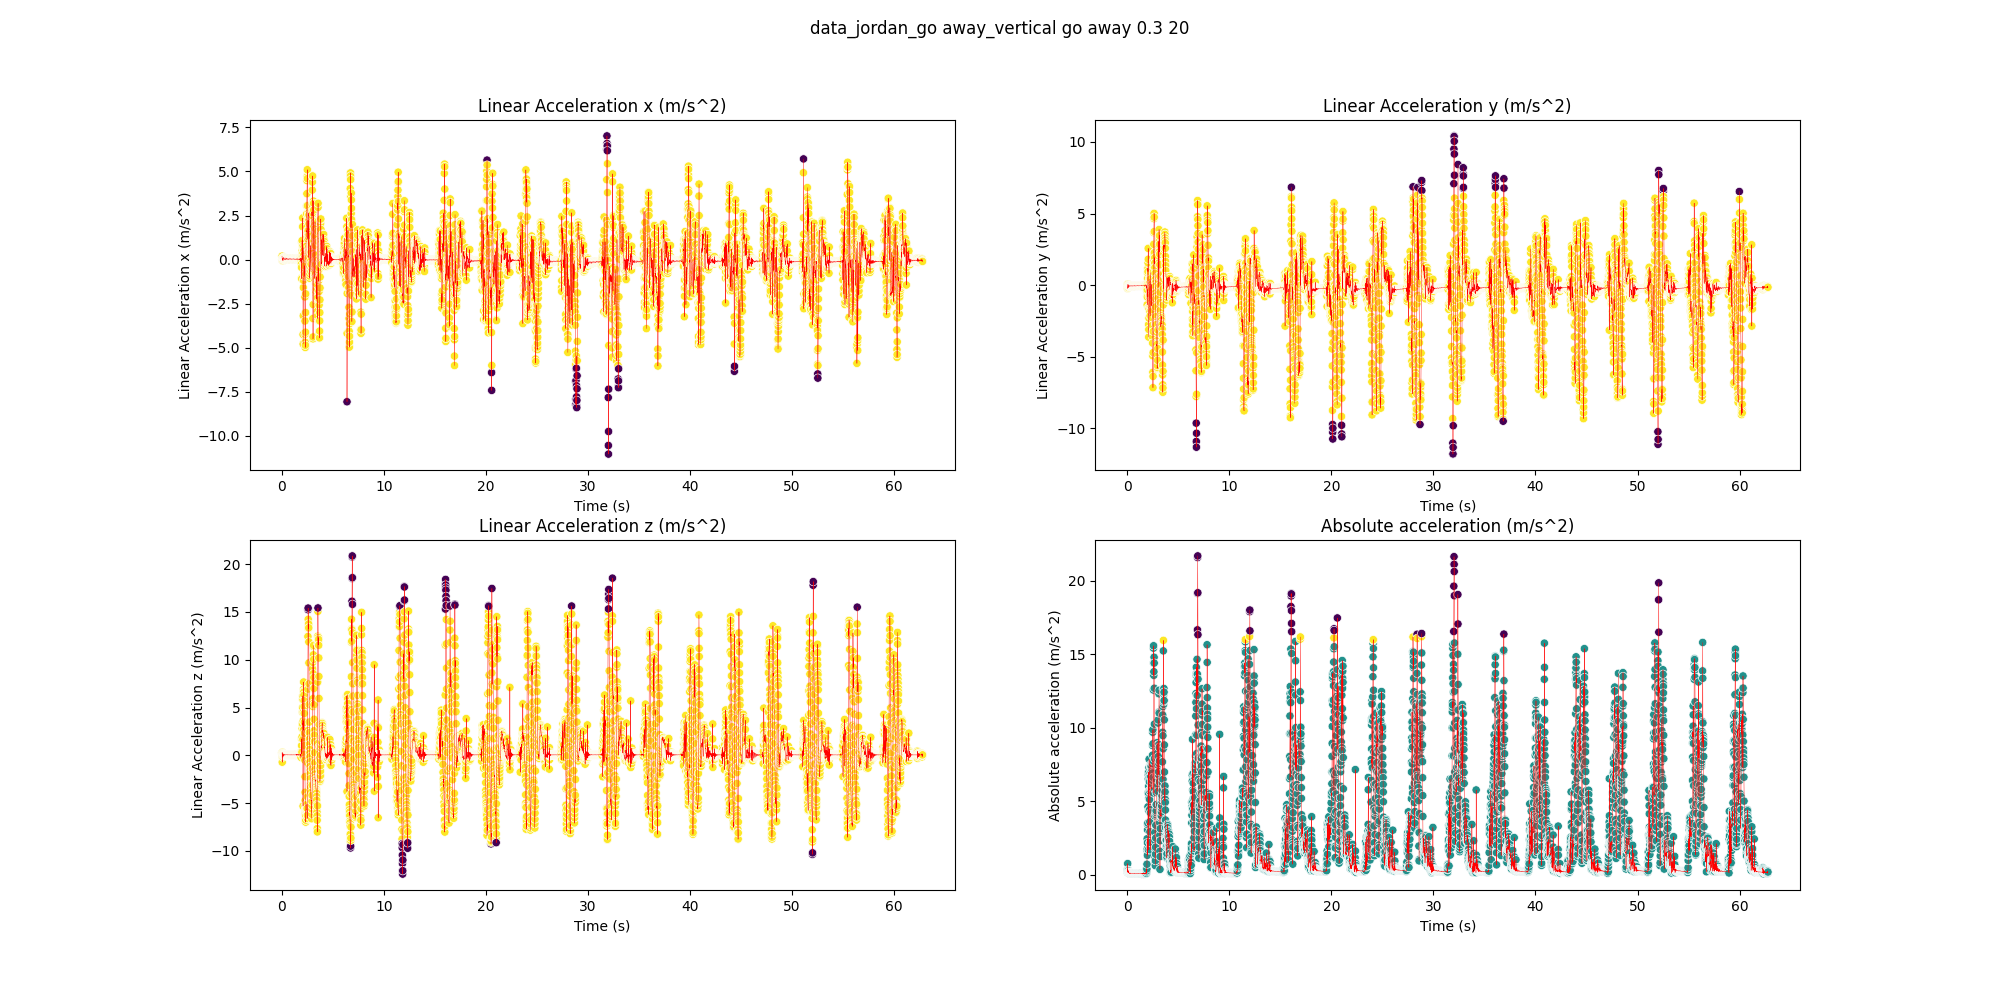 data_jordan_go away_vertical go away 0.3 20
Linear Acceleration x (m/s^2)
Linear Acceleration x (m/s^2)
7.5
5.0
2.5
0.0
−2.5
−5.0
−7.5
−10.0
0 10 20 30 40 50 60
Time (s)
Linear Acceleration y (m/s^2)
Linear Acceleration y (m/s^2)
10
5
0
−5
−10
0 10 20 30 40 50 60
Time (s)
Linear Acceleration z (m/s^2)
Linear Acceleration z (m/s^2)
20
15
10
5
0
−5
−10
0 10 20 30 40 50 60
Time (s)
Absolute acceleration (m/s^2)
Absolute acceleration (m/s^2)
20
15
10
5
0
0 10 20 30 40 50 60
Time (s)